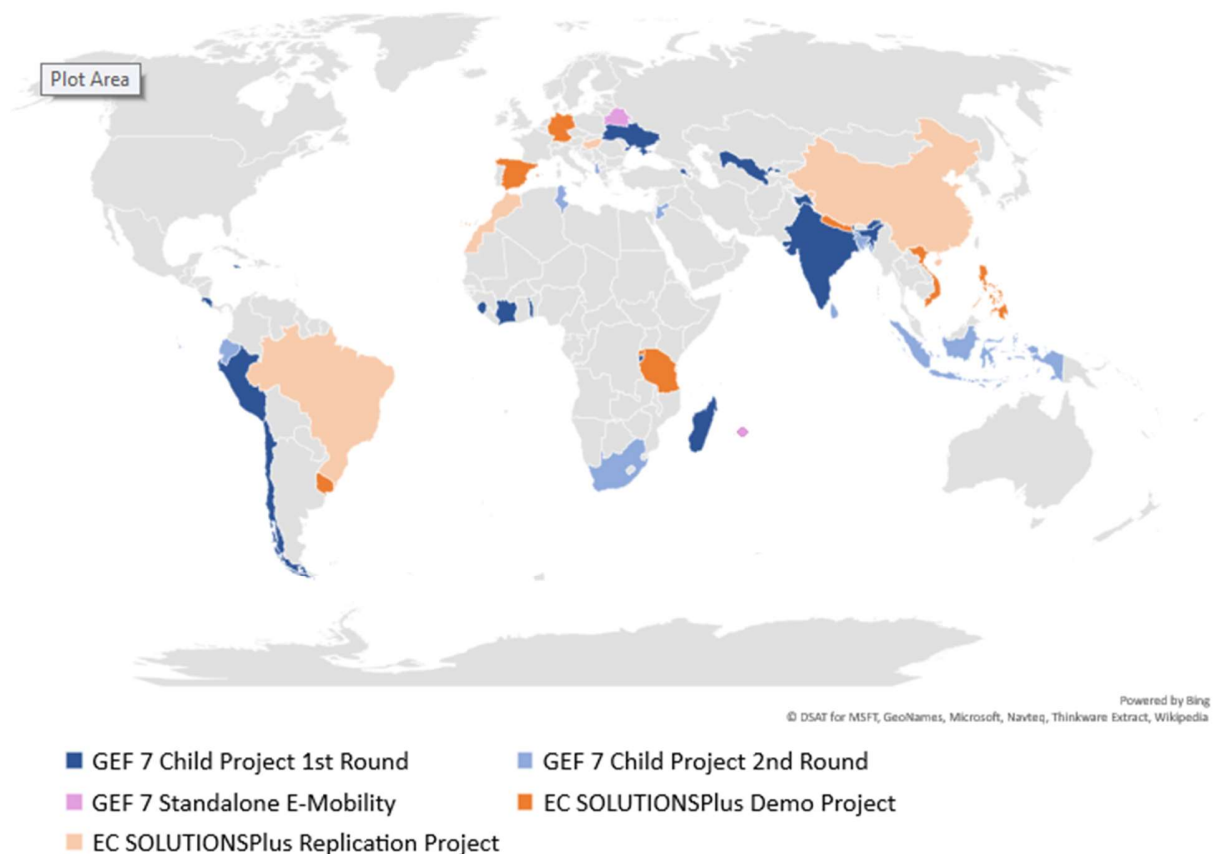 Plot Area
Powered by Bing
© DSAT for MSFT, GeoNames, Microsoft, Navteq, Thinkware Extract, Wikipedia
GEF 7 Child Project 1st Round
GEF 7 Child Project 2nd Round
GEF 7 Standalone E-Mobility
EC SOLUTIONSPlus Demo Project
EC SOLUTIONSPlus Replication Project